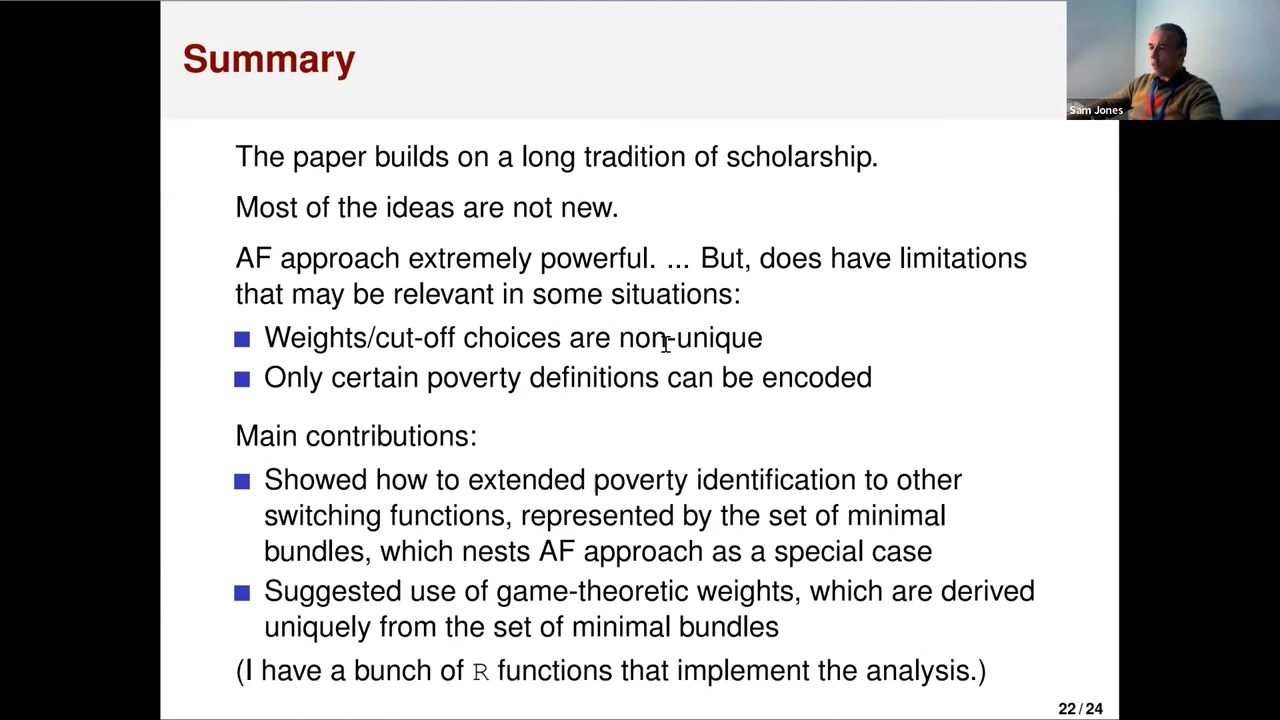 Summary
Sam Jones
The paper builds on a long tradition of scholarship.
Most of the ideas are not new.
AF approach extremely powerful. ... But, does have limitations
that may be relevant in some situations:
Weights/cut-off choices are non-unique
Only certain poverty definitions can be encoded
Main contributions:
Showed how to extended poverty identification to other
switching functions, represented by the set of minimal
bundles, which nests AF approach as a special case
Suggested use of game-theoretic weights, which are derived
uniquely from the set of minimal bundles
(I have a bunch of R functions that implement the analysis.)
22 / 24